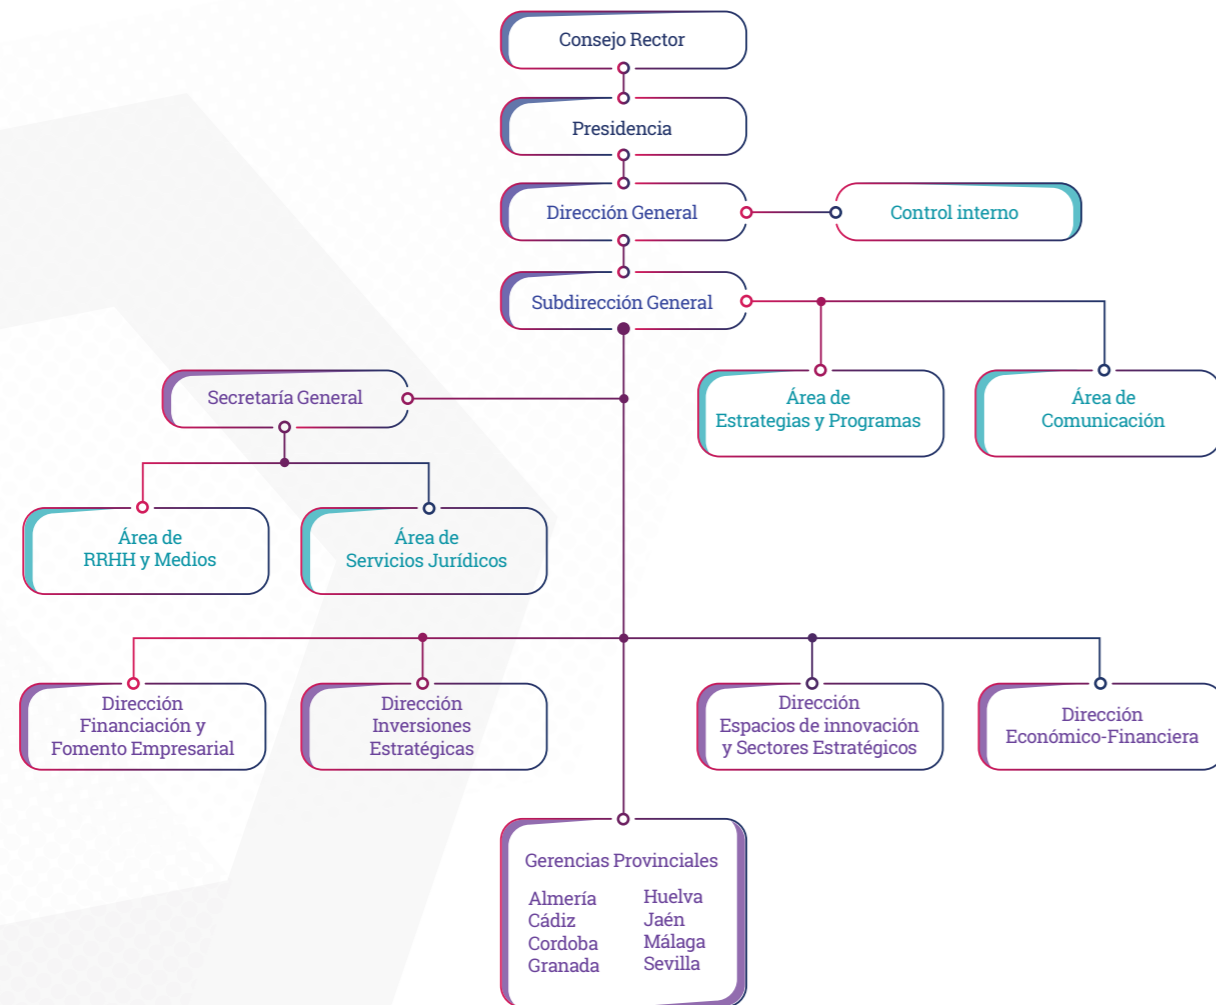 Consejo Rector
Presidencia
Dirección General
Control interno
Subdirección General
Secretaría General
Área de
Estrategias y Programas
Área de
Comunicación
Área de
RRHH y Medios
Área de
Servicios Jurídicos
Dirección
Financiación y
Fomento Empresarial
Dirección
Inversiones
Estratégicas
Dirección
Espacios de innovación
y Sectores Estratégicos
Dirección
Económico-Financiera
Gerencias Provinciales
Almería
Cádiz
Cordoba
Granada
Huelva
Jaén
Málaga
Sevilla